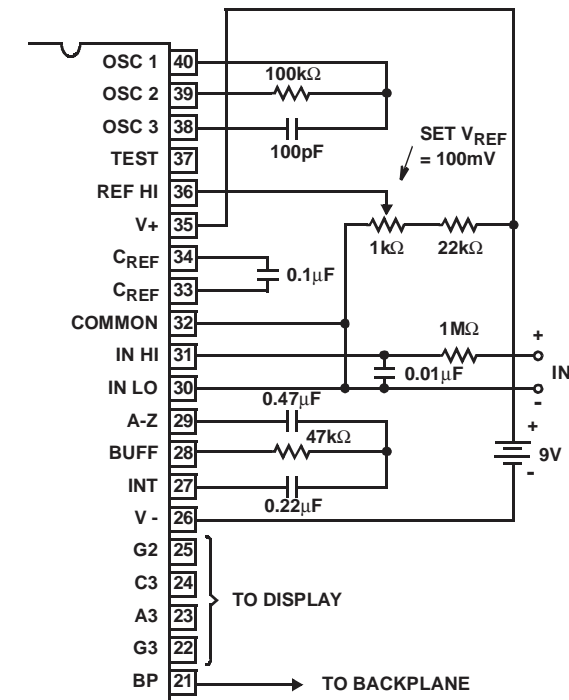 OSC 1 40
100kΩ
OSC 2 39
OSC 3 38
100pF
TEST 37
SET VREF
= 100mV
REF HI 36
V+ 35
1kΩ 22kΩ
CREF 34
0.1μF
CREF 33
COMMON 32
1MΩ
+
IN HI 31
0.01μF
IN
IN LO 30
-
0.47μF
A-Z 29
47kΩ
+
BUFF 28
9V
-
INT 27
0.22μF
V - 26
G2 25
C3 24
TO DISPLAY
A3 23
G3 22
BP 21
TO BACKPLANE